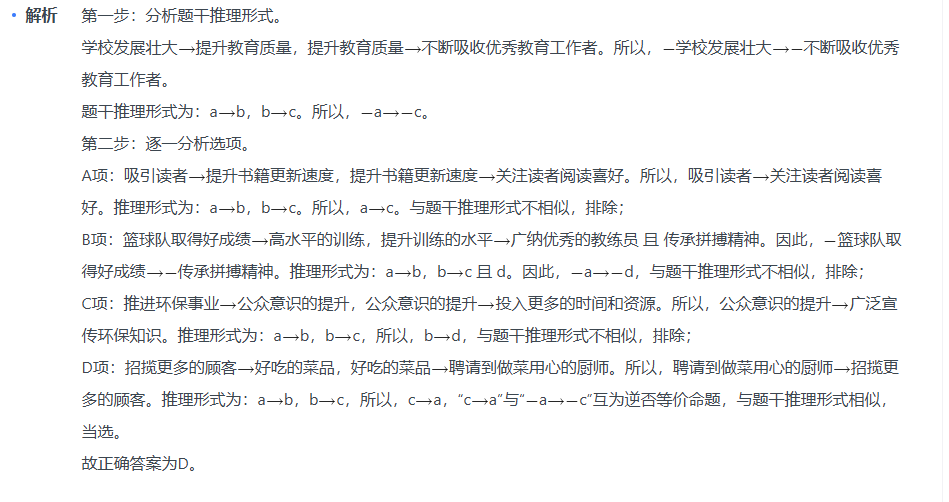 • 解析 第一步：分析题干推理形式。
学校发展壮大→提升教育质量，提升教育质量→不断吸收优秀教育工作者。所以，—学校发展壮大→—不断吸收优秀
教育工作者。
题干推理形式为：a→b，b→c。所以，—a→—c。
第二步：逐一分析选项。
A项：吸引读者→提升书籍更新速度，提升书籍更新速度→关注读者阅读喜好。所以，吸引读者→关注读者阅读喜
好。推理形式为：a→b，b→c。所以，a→c。与题干推理形式不相似，排除；
B项：篮球队取得好成绩→高水平的训练，提升训练的水平→广纳优秀的教练员 且 传承拼搏精神。因此，—篮球队取
得好成绩→—传承拼搏精神。推理形式为：a→b，b→c 且 d。因此，—a→—d，与题干推理形式不相似，排除；
C项：推进环保事业→公众意识的提升，公众意识的提升→投入更多的时间和资源。所以，公众意识的提升→广泛宣
传环保知识。推理形式为：a→b，b→c，所以，b→d，与题干推理形式不相似，排除；
D项：招揽更多的顾客→好吃的菜品，好吃的菜品→聘请到做菜用心的厨师。所以，聘请到做菜用心的厨师→招揽更
多的顾客。推理形式为：a→b，b→c，所以，c→a，“c→a”与“—a→—c”互为逆否等价命题，与题干推理形式相似，
当选。
故正确答案为D。